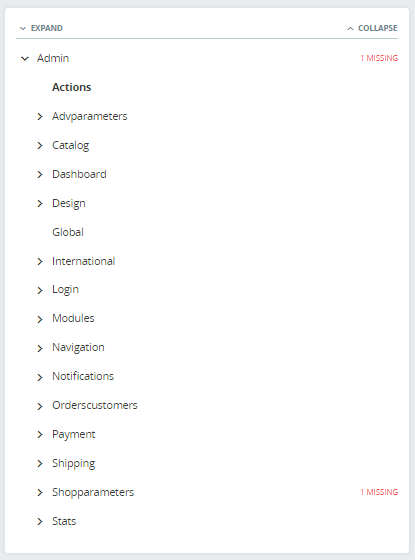 EXPAND COLLAPSE
Admin 1 MISSING
Actions
Advparameters
Catalog
Dashboard
Design
Global
International
Login
Modules
Navigation
Notifications
Orderscustomers
Payment
Shipping
Shopparameters 1 MISSING
Stats